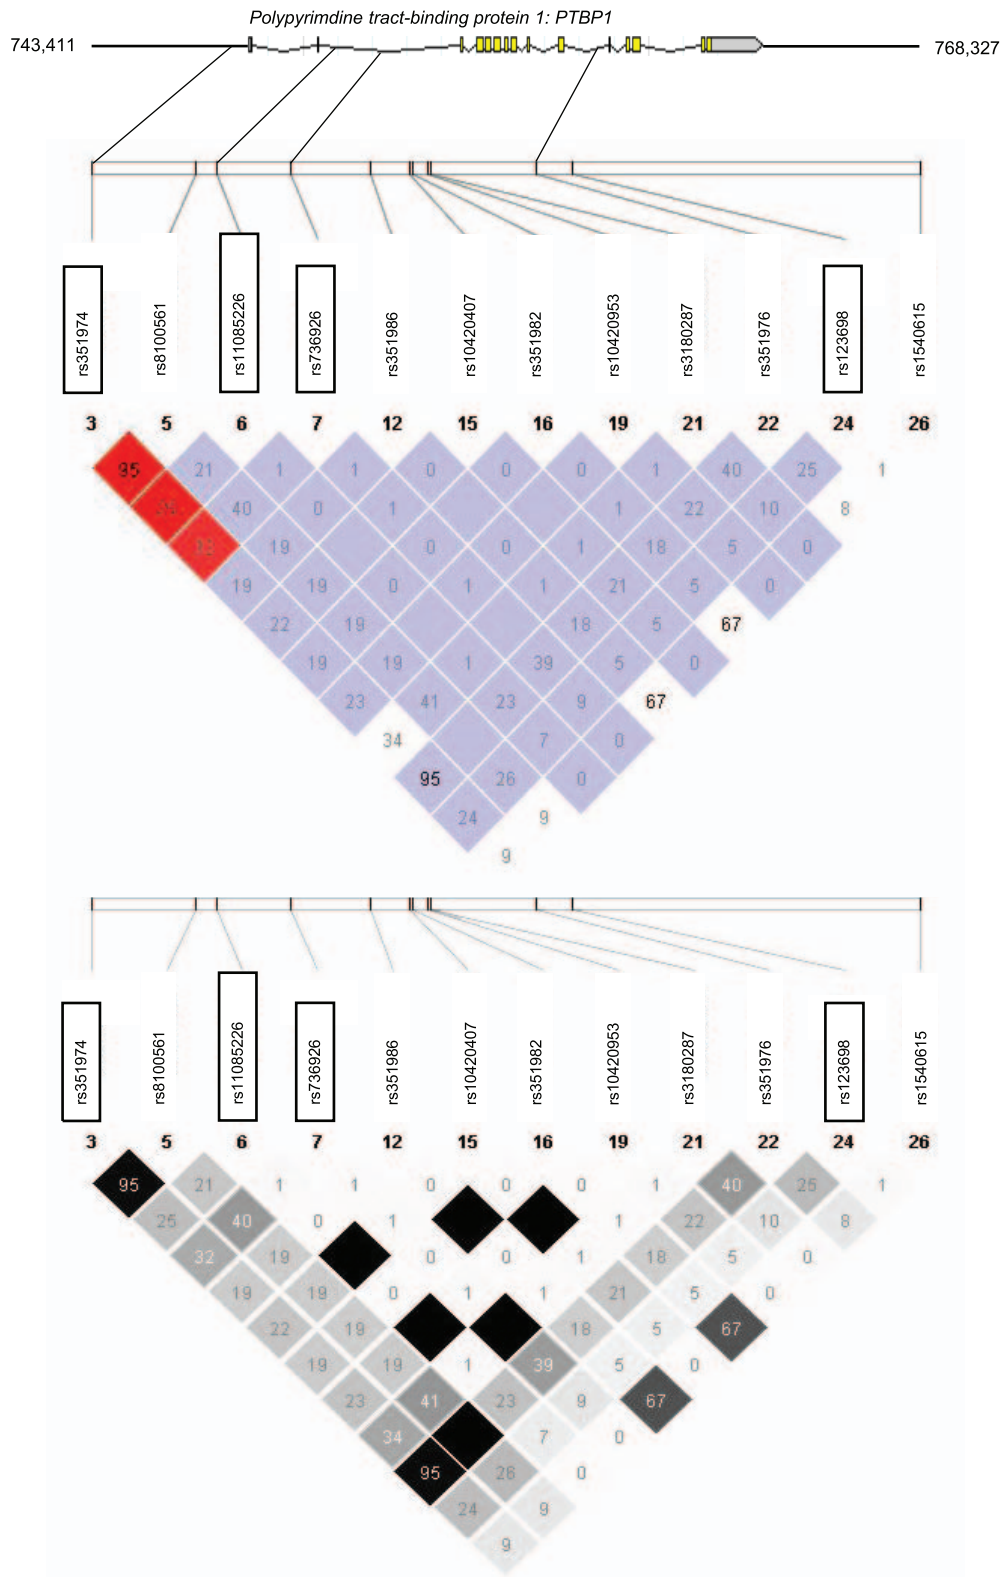 Polypyrimdine tract-binding protein 1: PTBP1
743,411
768,327
rs351974
rs8100561
rs11085226
rs736926
rs351986
rs10420407
rs351982
rs10420953
rs3180287
rs351976
rs123698
rs1540615
3 5 6 7 12 15 16 19 21 22 24 26
95 21 1 1 0 0 0 1 40 25 1
40 0 1 1 22 10 8
19 0 0 1 18 5 0
19 19 0 1 1 21 5 0
22 19 18 5 67
19 19 1 39 5 0
23 41 23 9 67
34 7 0
95 26 0
24 9
9
rs351974
rs8100561
rs11085226
rs736926
rs351986
rs10420407
rs351982
rs10420953
rs3180287
rs351976
rs123698
rs1540615
3 5 6 7 12 15 16 19 21 22 24 26
95 21 1 1 0 0 0 1 40 25 1
25 40 0 1 1 22 10 8
32 19 0 0 1 18 5 0
19 19 0 1 1 21 5 0
22 19 18 5 67
19 19 1 39 5 0
23 41 23 9 67
34 7 0
95 26 0
24 9
9